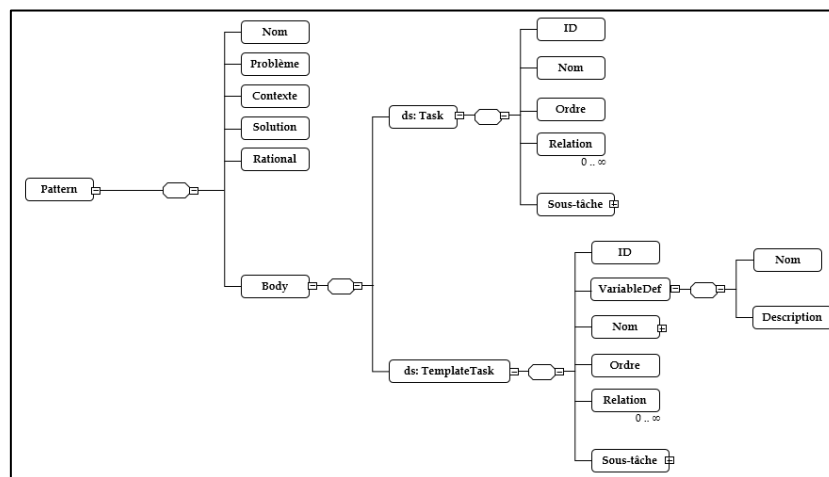 Pattern
Nom
Problème
Contexte
Solution
Rational
Body
ds: Task
ID
Nom
Ordre
Relation
0 .. ∞
Sous-tâche
ds: TemplateTask
ID
VariableDef
Nom
Description
Nom
Ordre
Relation
0 .. ∞
Sous-tâche